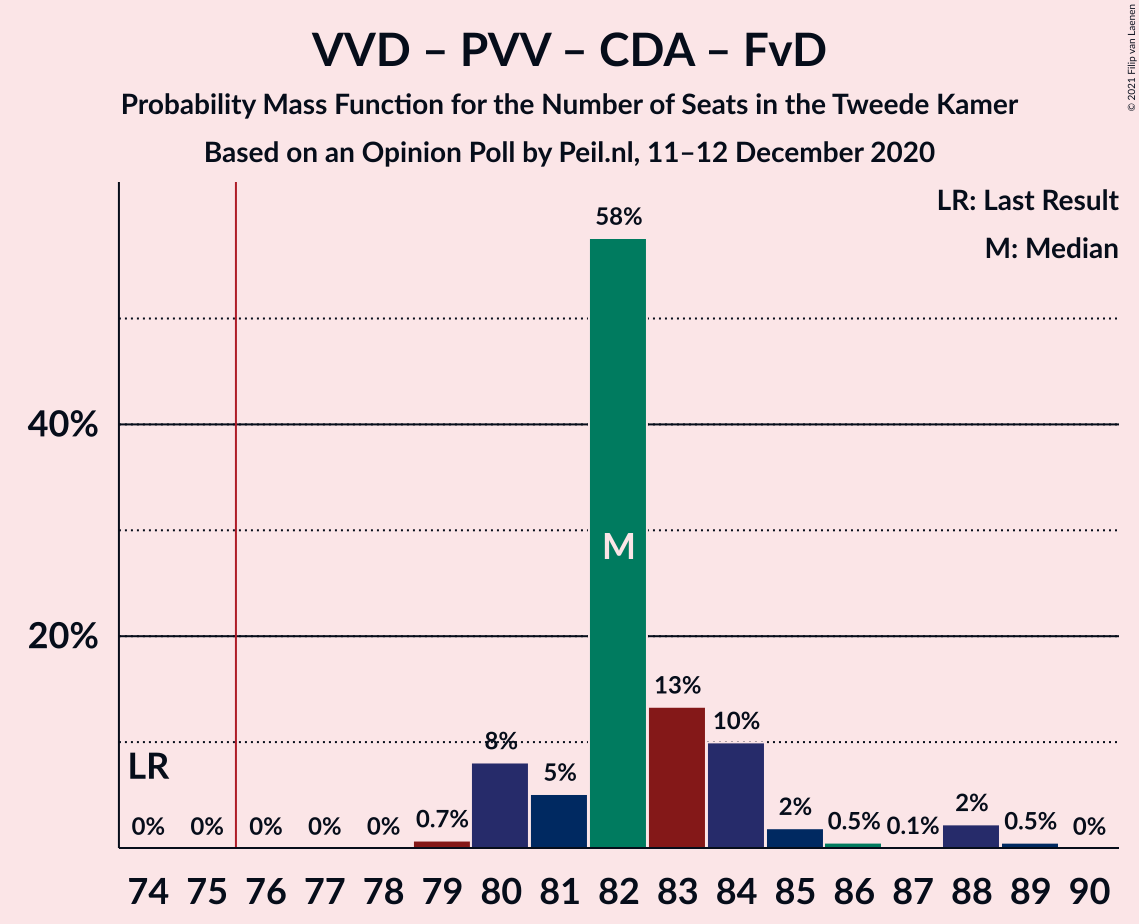 VVD – PVV – CDA – FvD
Probability Mass Function for the Number of Seats in the Tweede Kamer
Based on an Opinion Poll by Peil.nl, 11–12 December 2020
© 2021 Filip van Laenen
LR: Last Result
M: Median
58%
40%
M
20%
13%
10%
8%
5%
LR
0% 0% 0% 0% 0% 0.7% 2% 0.5% 0.1% 2% 0.5% 0%
74 75 76 77 78 79 80 81 82 83 84 85 86 87 88 89 90